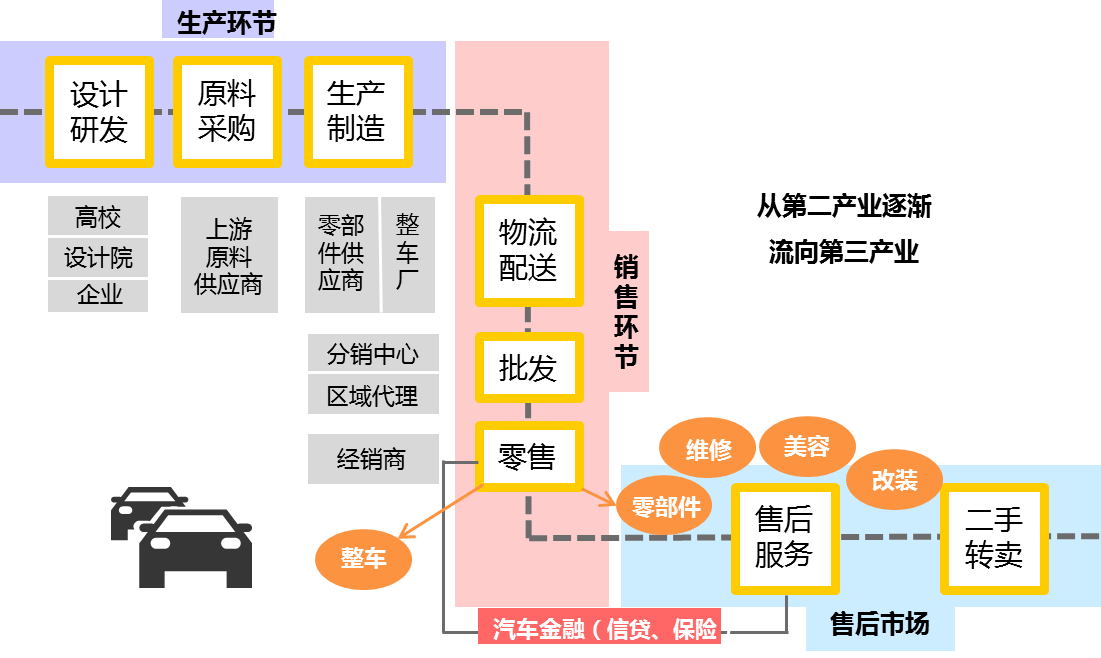 生产环节
设计
研发
原料
采购
生产
制造
高校
设计院
企业
上游
原料
供应商
零部
件供
应商
整
车
厂
物流
配送
从第二产业逐渐
流向第三产业
销
售
环
节
分销中心
区域代理
批发
经销商
零售
整车
零部件
维修
美容
改装
售后
服务
二手
转卖
汽车金融（信贷、保险
售后市场